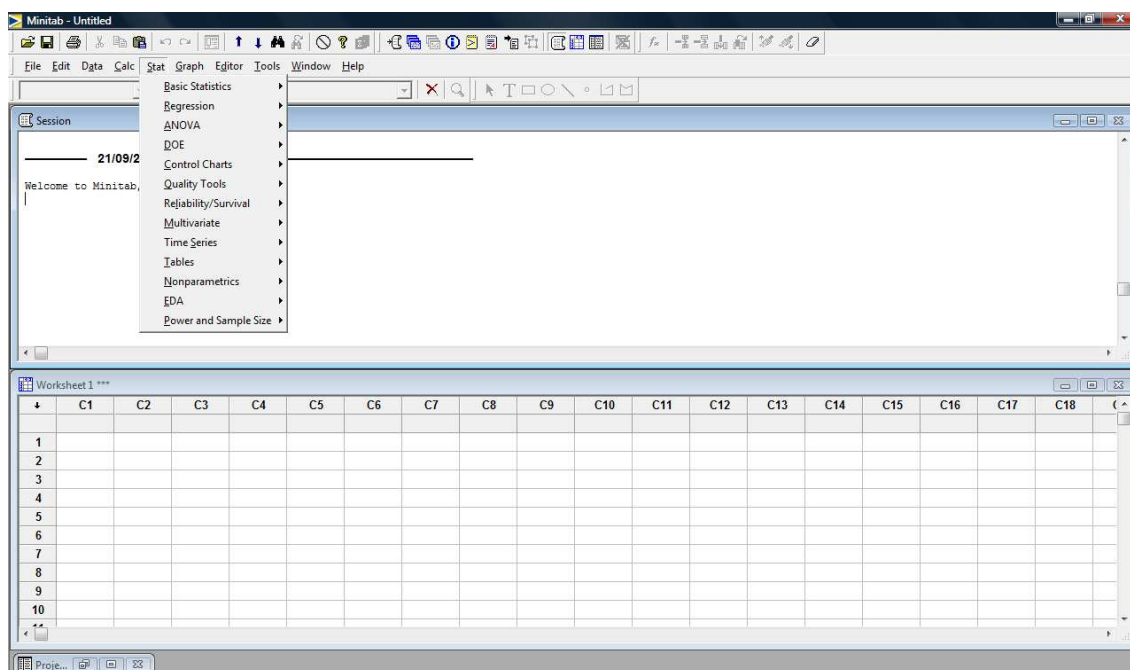 Minitab - Untitled
File Edit Data Calc Stat Graph Editor Tools Window Help
Basic Statistics
Regression
ANOVA
DOE
Control Charts
Quality Tools
Reliability/Survival
Multivariate
Time Series
Tables
Nonparametrics
EDA
Power and Sample Size
Session
21/09/2
Welcome to Minitab,
Worksheet 1 ***
C1 C2 C3 C4 C5 C6 C7 C8 C9 C10 C11 C12 C13 C14 C15 C16 C17 C18
1
2
3
4
5
6
7
8
9
10
Proje...